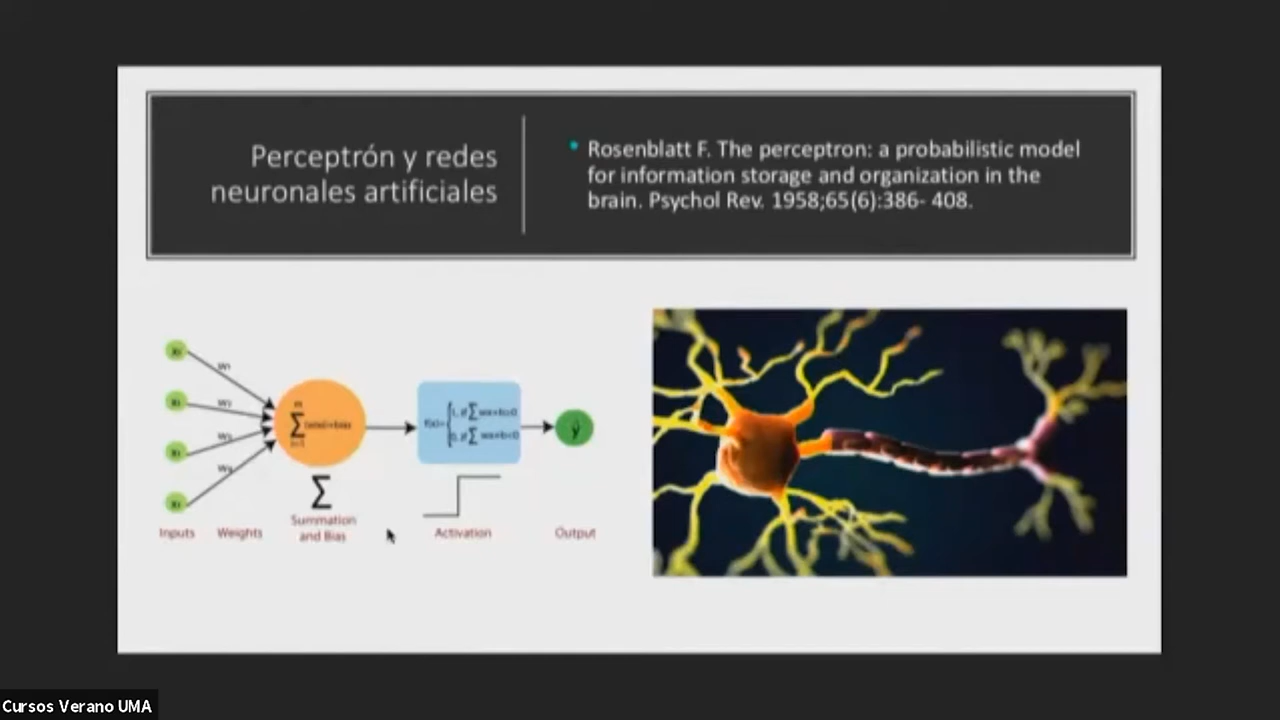 Perceptrón y redes
neuronales artificiales
• Rosenblatt F. The perceptron: a probabilistic model
for information storage and organization in the
brain. Psychol Rev. 1958;65(6):386- 408.
∑
Summation
and Bias
Inputs
Weights
Activation
Output
ŷ
Cursos Verano UMA